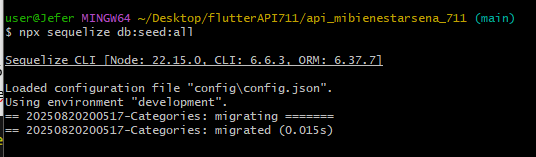 user@Jefer MINGW64 ~/Desktop/flutterAPI711/api_mibienestarsena_711 (main)
$ npx sequelize db:seed:all
Sequelize CLI [Node: 22.15.0, CLI: 6.6.3, ORM: 6.37.7]
Loaded configuration file "config\config.json".
Using environment "development".
== 20250820200517-Categories: migrating =======
== 20250820200517-Categories: migrated (0.015s)